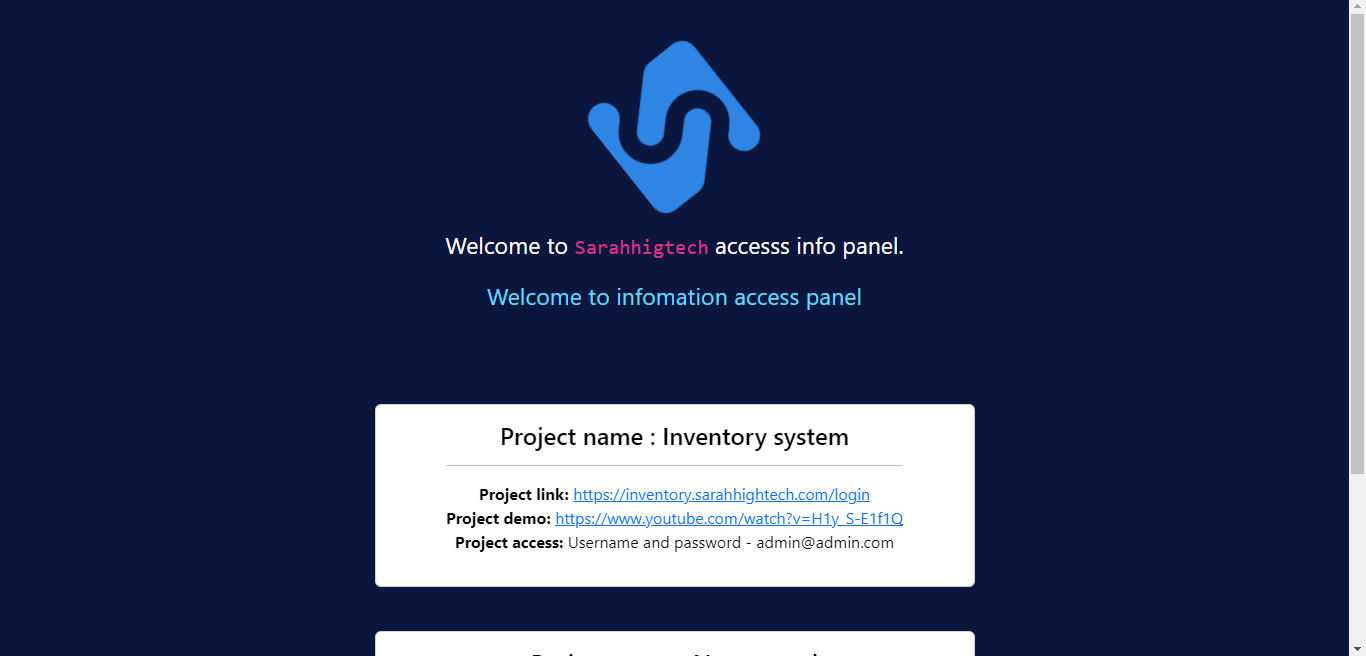 Welcome to Sarahhigtech accesss info panel.
Welcome to infomation access panel
Project name : Inventory system
Project link: https://inventory.sarahhightech.com/login
Project demo: https://www.youtube.com/watch?v=H1y_S-E1f1Q
Project access: Username and password - admin@admin.com